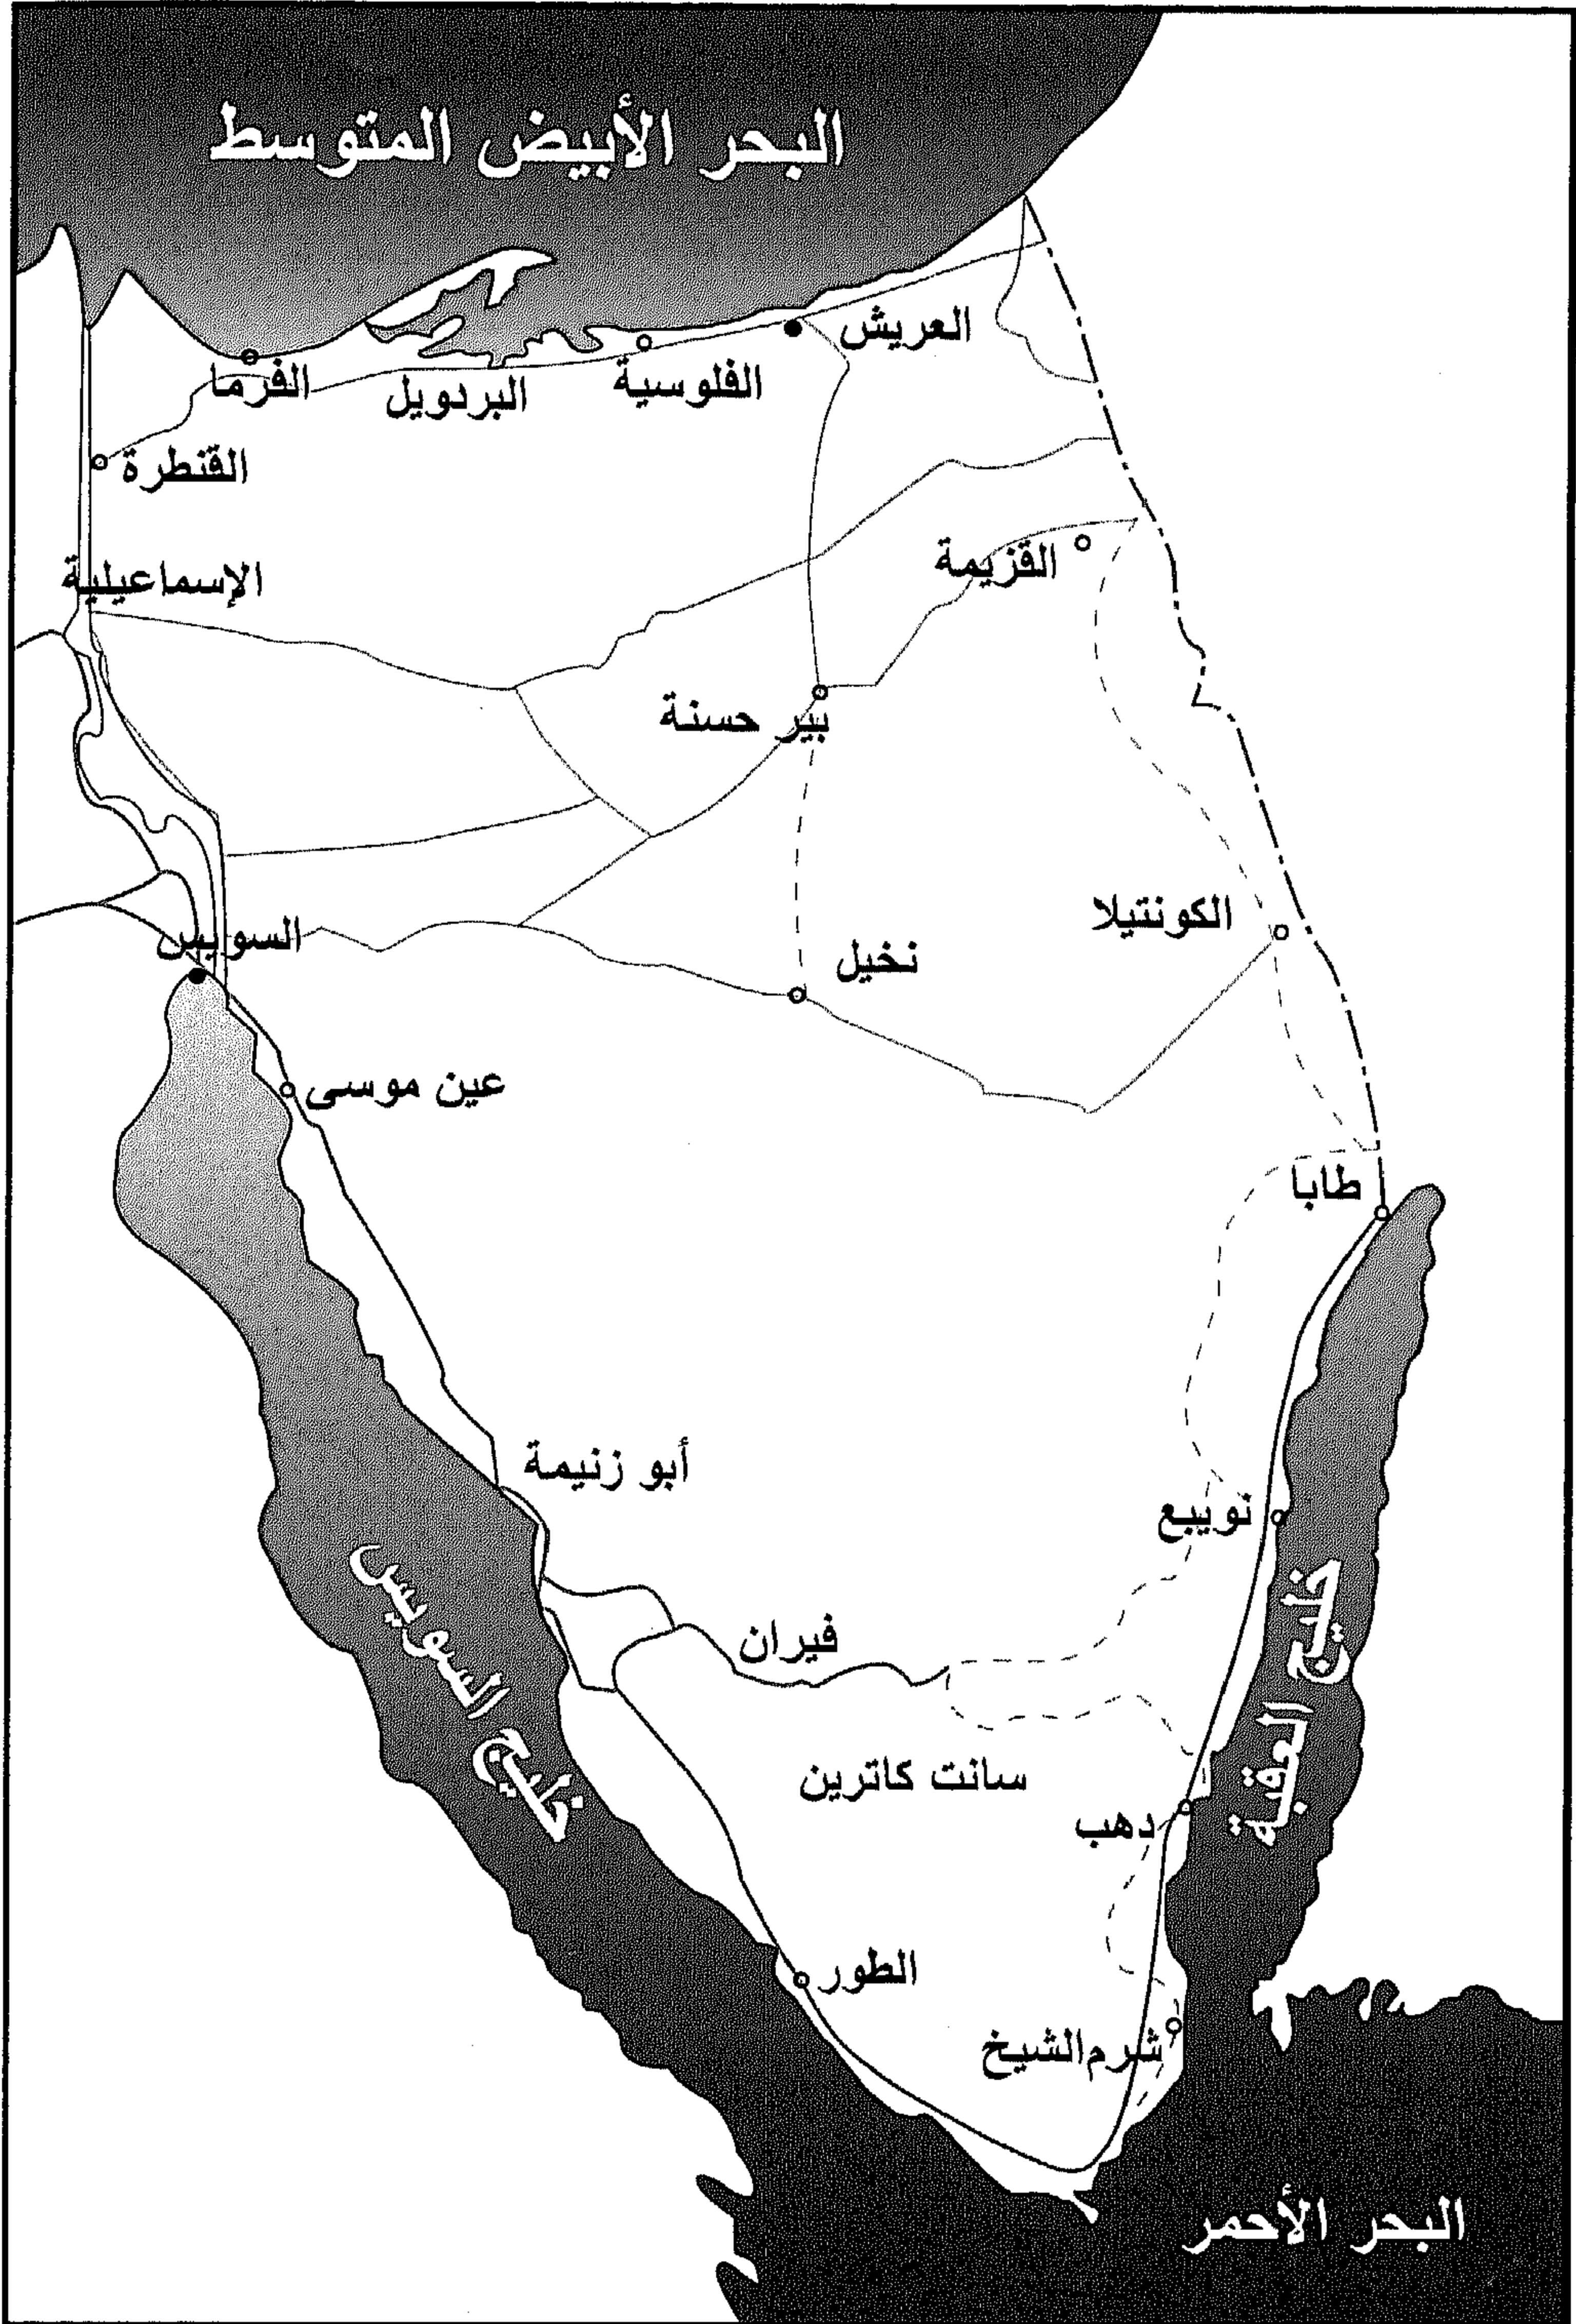 البحر الأبيض المتوسط
العريش
الفلوسية
البردويل
الفرما
القنطرة
الإسماعيلية
القزيمة
بير حسنة
الكونتيلا
نخيل
السويس
عين موسى
طابا
أبو زنيمة
نويبع
خليج السويس
خليج العقبة
فيران
سانت كاترين
دهب
الطور
شرم الشيخ
البحر الأحمر